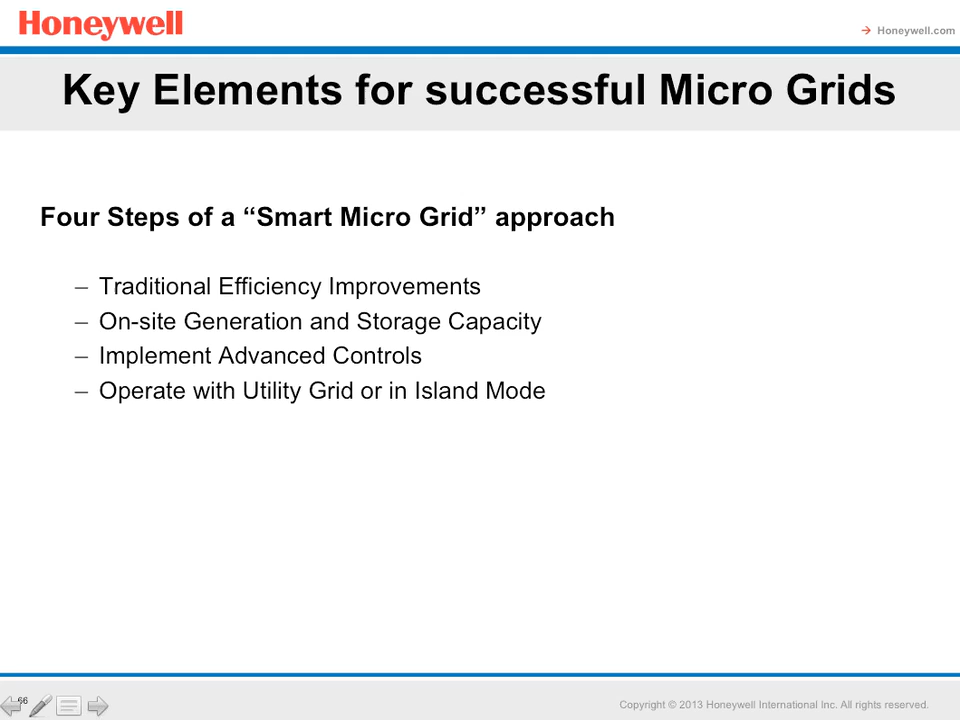 Honeywell
→ Honeywell.com
Key Elements for successful Micro Grids
Four Steps of a “Smart Micro Grid” approach
– Traditional Efficiency Improvements
– On-site Generation and Storage Capacity
– Implement Advanced Controls
– Operate with Utility Grid or in Island Mode
66
Copyright © 2013 Honeywell International Inc. All rights reserved.